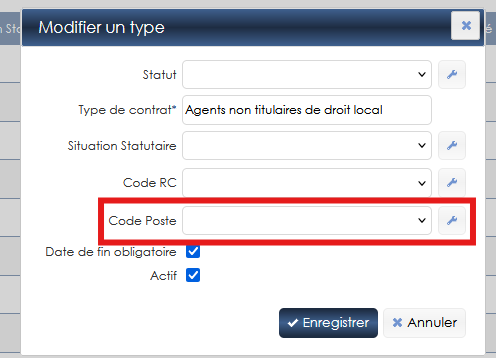 Modifier un type
Statut
Type de contrat* Agents non titulaires de droit local
Situation Statutaire
Code RC
Code Poste
Date de fin obligatoire
Actif
Enregistrer Annuler